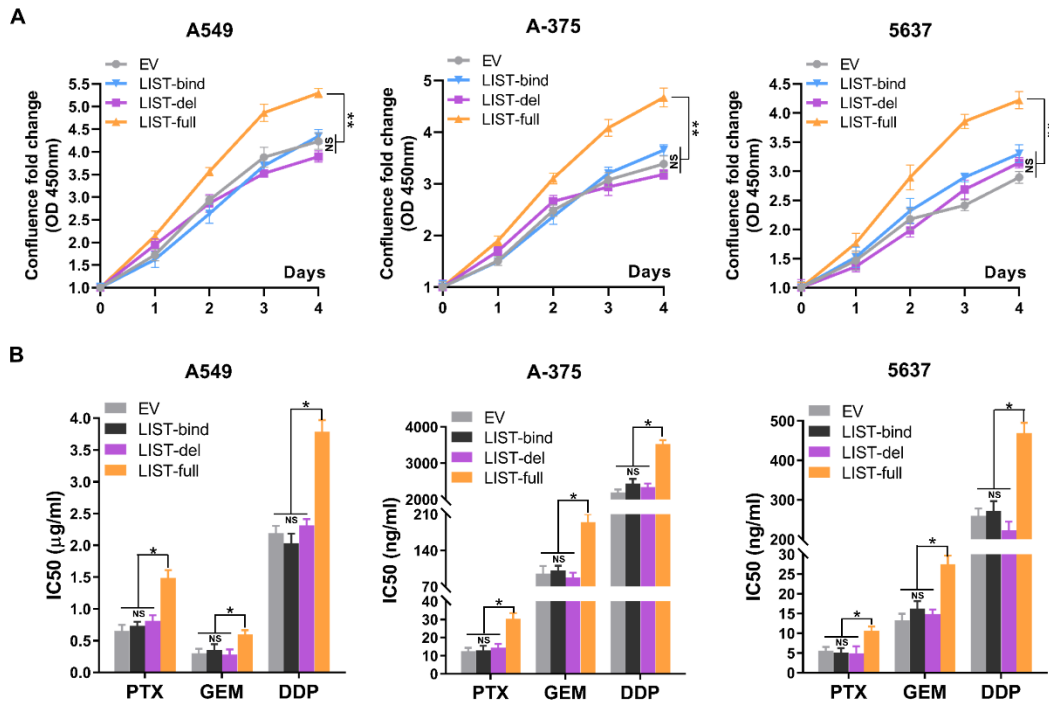 A
A549
EV
LIST-bind
LIST-del
LIST-full
Confluence fold change
(OD 450nm)
5.5
5.0
4.5
4.0
3.5
3.0
2.5
2.0
1.5
1.0
0
1
2
3
4
Days
NS
**
A-375
EV
LIST-bind
LIST-del
LIST-full
Confluence fold change
(OD 450nm)
5
4
3
2
1
0
1
2
3
4
Days
NS
**
5637
EV
LIST-bind
LIST-del
LIST-full
Confluence fold change
(OD 450nm)
4.5
4.0
3.5
3.0
2.5
2.0
1.5
1.0
0
1
2
3
4
Days
NS
**
B
A549
EV
LIST-bind
LIST-del
LIST-full
IC50 (μg/ml)
4.0
3.5
3.0
2.5
2.0
1.5
1.0
0.5
0.0
NS
*
NS
*
NS
*
PTX GEM DDP
A-375
EV
LIST-bind
LIST-del
LIST-full
IC50 (ng/ml)
4000
3000
2000
210
140
70
40
30
20
10
0
NS
*
NS
*
NS
*
PTX GEM DDP
5637
EV
LIST-bind
LIST-del
LIST-full
IC50 (ng/ml)
500
400
300
200
30
25
20
15
10
5
0
NS
*
NS
*
NS
*
PTX GEM DDP